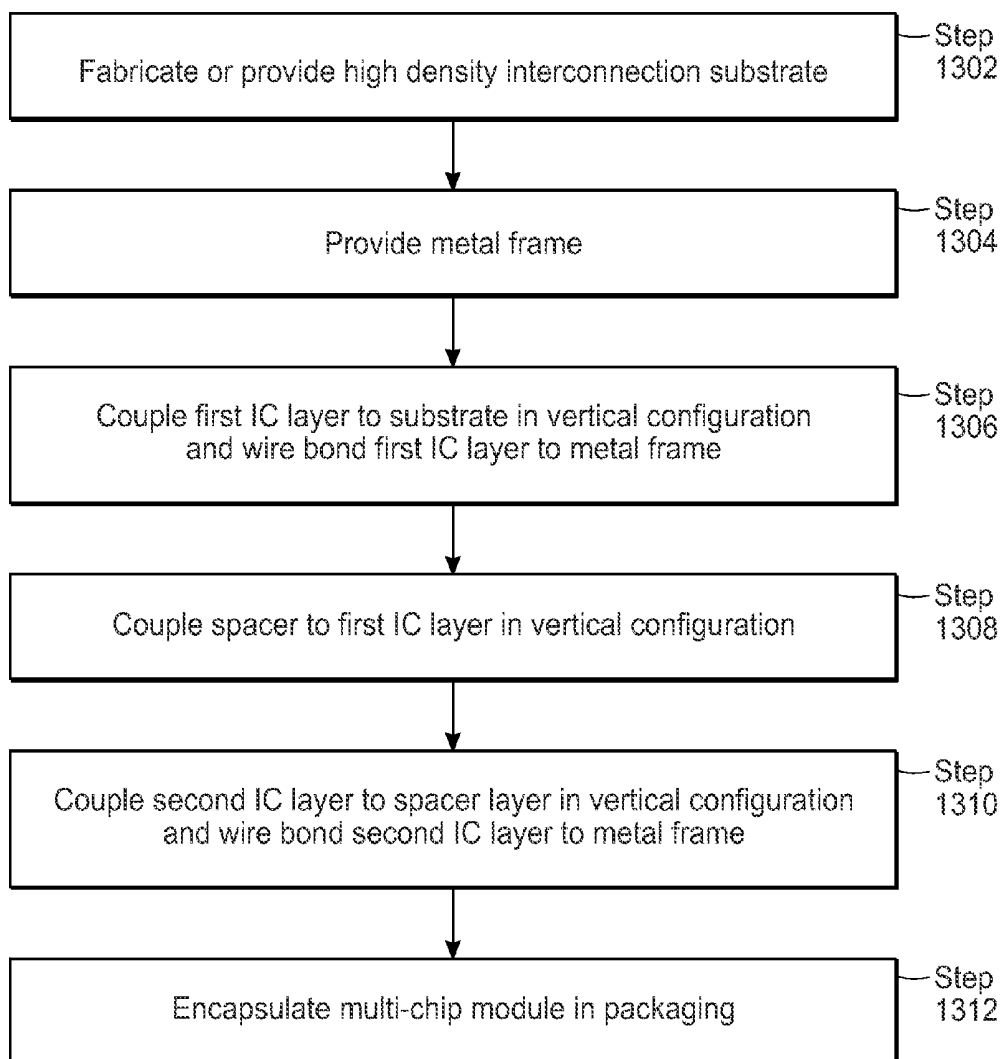 Fabricate or provide high density interconnection substrate
Step
1302
Provide metal frame
Step
1304
Couple first IC layer to substrate in vertical configuration
and wire bond first IC layer to metal frame
Step
1306
Couple spacer to first IC layer in vertical configuration
Step
1308
Couple second IC layer to spacer layer in vertical configuration
and wire bond second IC layer to metal frame
Step
1310
Encapsulate multi-chip module in packaging
Step
1312